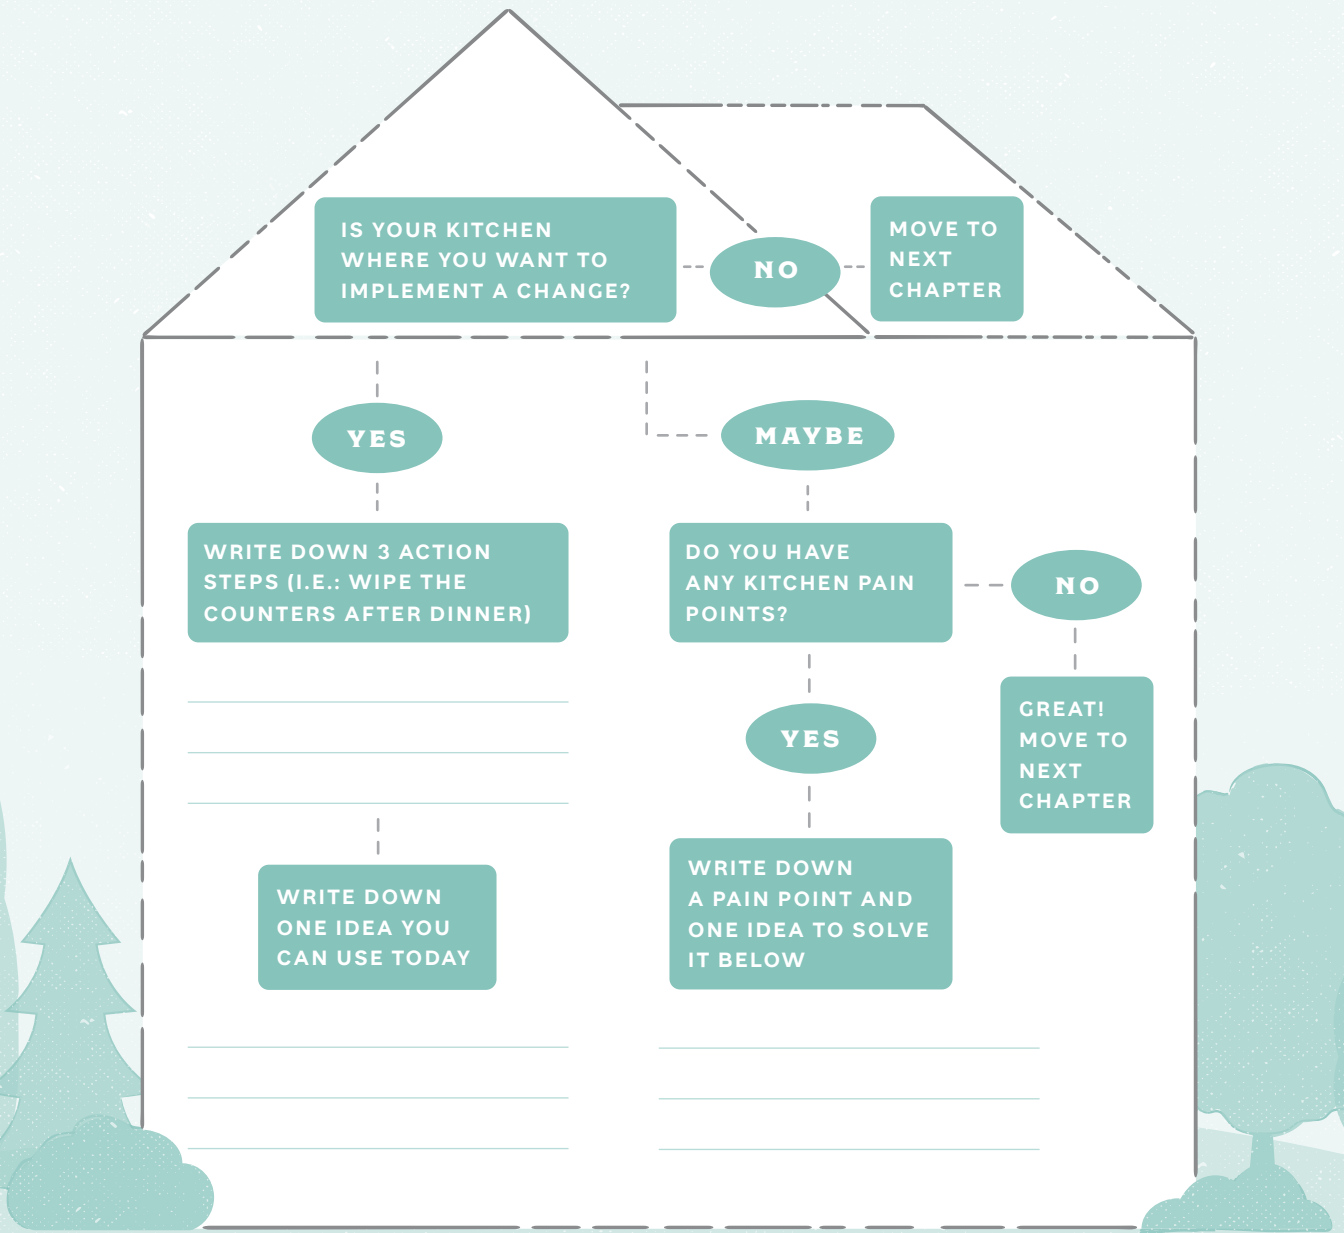 IS YOUR KITCHEN
WHERE YOU WANT TO
IMPLEMENT A CHANGE?
NO
MOVE TO
NEXT
CHAPTER
YES
WRITE DOWN 3 ACTION
STEPS (I.E.: WIPE THE
COUNTERS AFTER DINNER)
WRITE DOWN
ONE IDEA YOU
CAN USE TODAY
MAYBE
DO YOU HAVE
ANY KITCHEN PAIN
POINTS?
NO
GREAT!
MOVE TO
NEXT
CHAPTER
YES
WRITE DOWN
A PAIN POINT AND
ONE IDEA TO SOLVE
IT BELOW